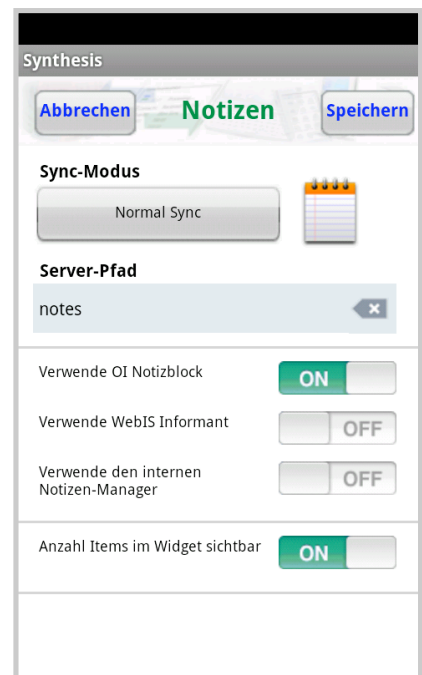 Synthesis
Abbrechen Notizen Speichern
Sync-Modus
Normal Sync
Server-Pfad
notes
Verwende OI Notizblock ON
Verwende WebIS Informant OFF
Verwende den internen
Notizen-Manager OFF
Anzahl Items im Widget sichtbar ON